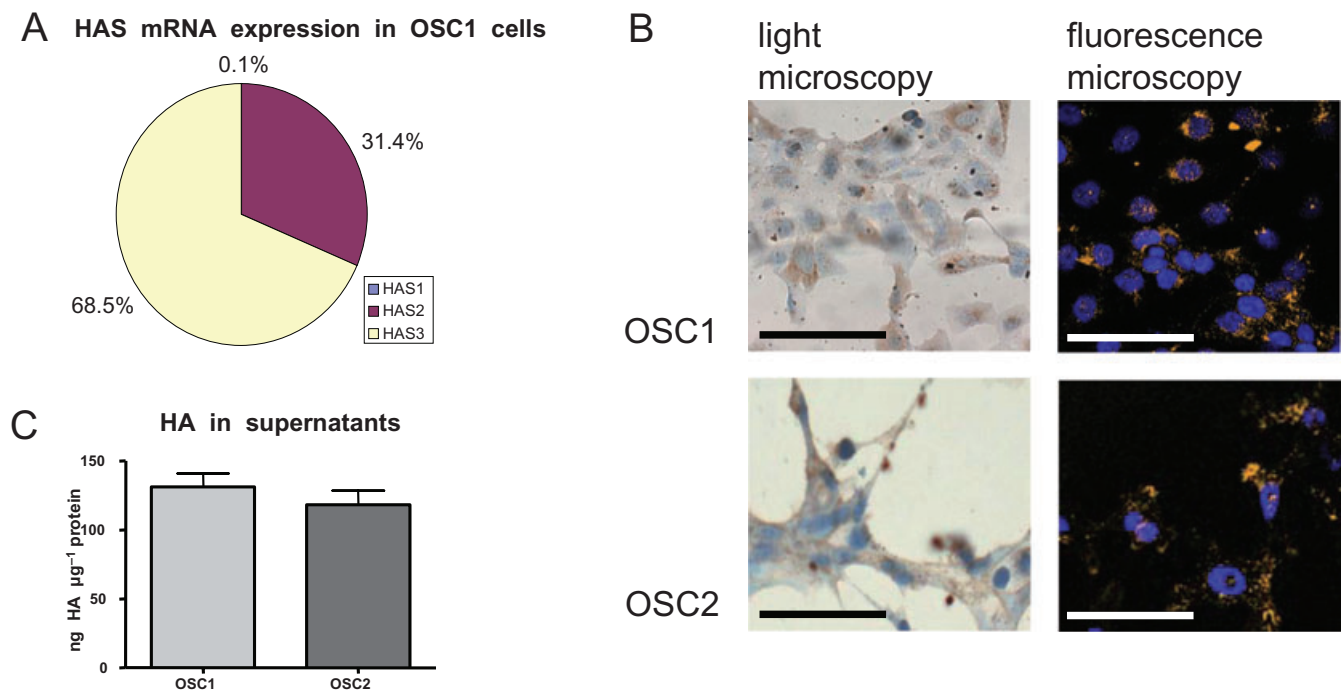 A HAS mRNA expression in OSC1 cells
0.1%
31.4%
68.5%
HAS1
HAS2
HAS3
B
light
microscopy
fluorescence
microscopy
OSC1
OSC2
C
HA in supernatants
ng HA µg⁻¹ protein
150
100
50
0
OSC1
OSC2